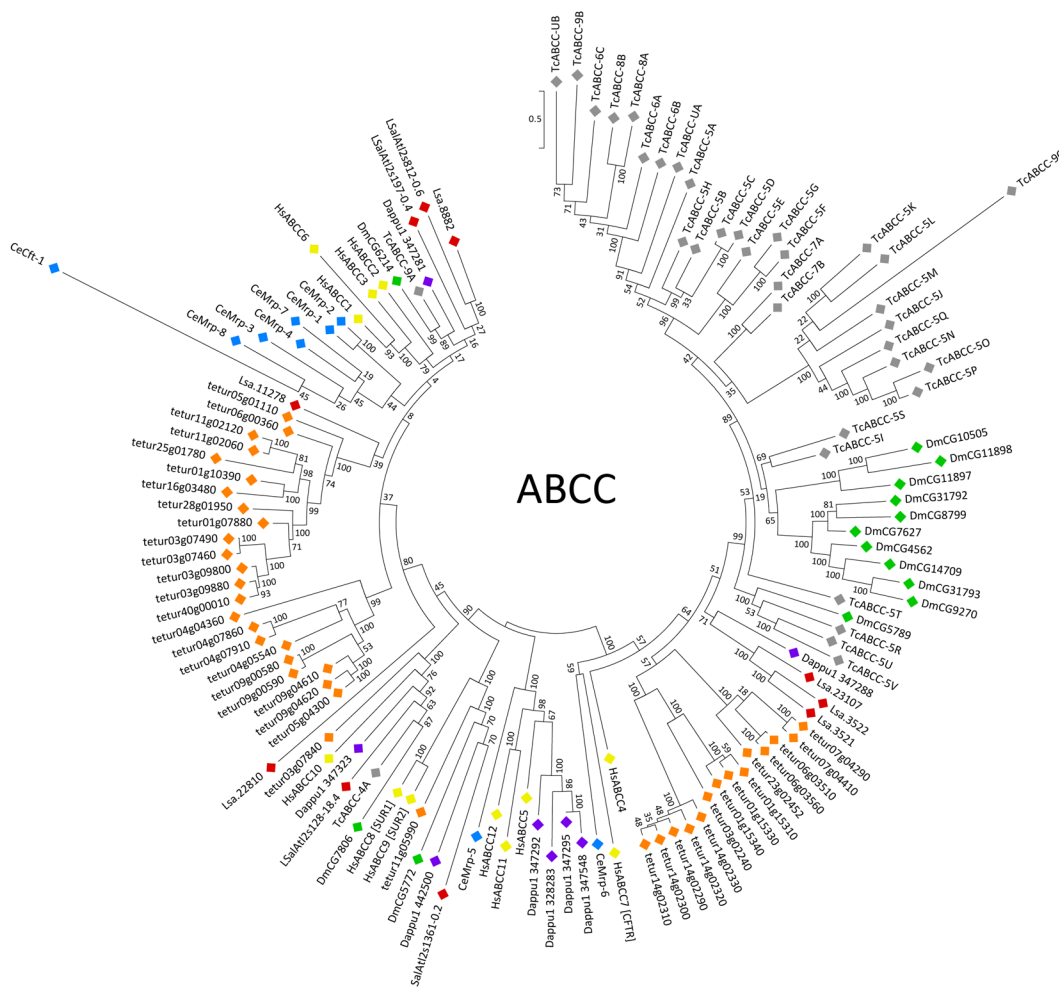 TcABCC-UB
TcABCC-9B
TcABCC-6C
TcABCC-8B
TcABCC-8A
TcABCC-6A
TcABCC-6B
TcABCC-UA
TcABCC-5A
TcABCC-5H
TcABCC-5B
TcABCC-5C
TcABCC-5D
TcABCC-5E
TcABCC-5G
TcABCC-5F
TcABCC-7A
TcABCC-7B
TcABCC-5K
TcABCC-5L
TcABCC-9C
TcABCC-5M
TcABCC-5J
TcABCC-5Q
TcABCC-5N
TcABCC-5O
TcABCC-5P
TcABCC-5S
TcABCC-5I
DmCG10505
DmCG11898
DmCG11897
DmCG31792
DmCG8799
DmCG7627
DmCG4562
DmCG14709
DmCG31793
DmCG9270
TcABCC-5T
DmCG5789
TcABCC-5R
TcABCC-5U
TcABCC-5V
Dappu1 347288
Lsa.23107
Lsa.3522
Lsa.3521
tetur07g04290
tetur07g04410
tetur06g03510
tetur06g03560
tetur23g02452
tetur01g15310
tetur01g15330
tetur01g15340
tetur03g02240
tetur14g02330
tetur14g02320
tetur14g02290
tetur14g02300
tetur14g02310
HsABCC4
HsABCC7 [CFTR]
CeMrp-6
Dappu1 347548
Dappu1 347295
Dappu1 328283
Dappu1 347292
HsABCC5
HsABCC11
HsABCC12
CeMrp-5
SalAtl2s1361-0.2
Dappu1 442500
DmCG5772
tetur11g05990
HsABCC9 [SUR2]
HsABCC8 [SUR1]
DmCG7806
TcABCC-4A
LSalAtl2s128-18.4
Dappu1 347323
HsABCC10
tetur03g07840
Lsa.22810
tetur05g04300
tetur09g04620
tetur09g04610
tetur09g00590
tetur09g00580
tetur04g05540
tetur04g07910
tetur04g07860
tetur04g04360
tetur40g00010
tetur03g09880
tetur03g09800
tetur03g07460
tetur03g07490
tetur01g07880
tetur28g01950
tetur16g03480
tetur01g10390
tetur25g01780
tetur11g02060
tetur11g02120
tetur06g00360
tetur05g01110
Lsa.11278
CeCft-1
CeMrp-8
CeMrp-3
CeMrp-4
CeMrp-7
CeMrp-1
CeMrp-2
HsABCC1
HsABCC6
HsABCC3
HsABCC2
DmCG6214
TcABCC-9A
Dappu1 347281
LSalAtl2s197-0.4
LSalAtl2s812-0.6
Lsa.8882
0.5
ABCC